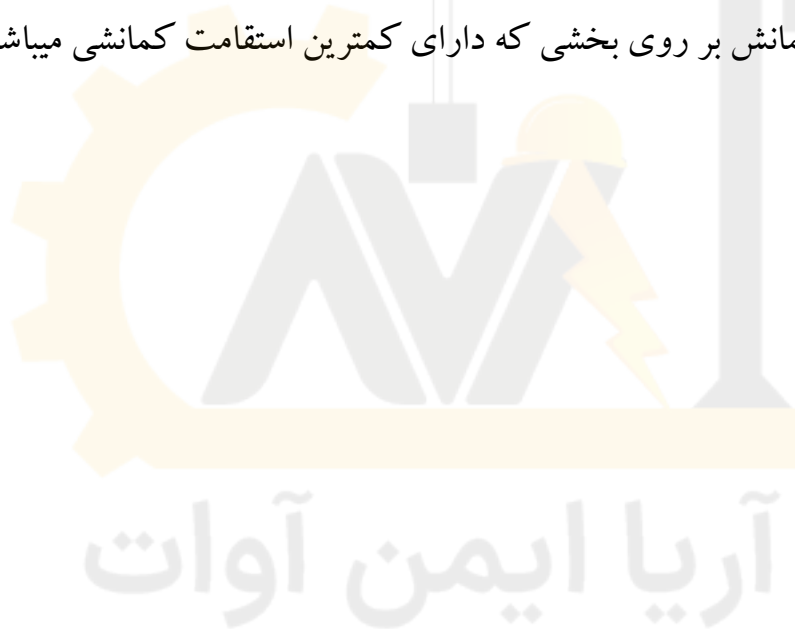 مانش بر روی بخشی که دارای کمترین استقامت کمانشی میباش
آریا ایمن آوات